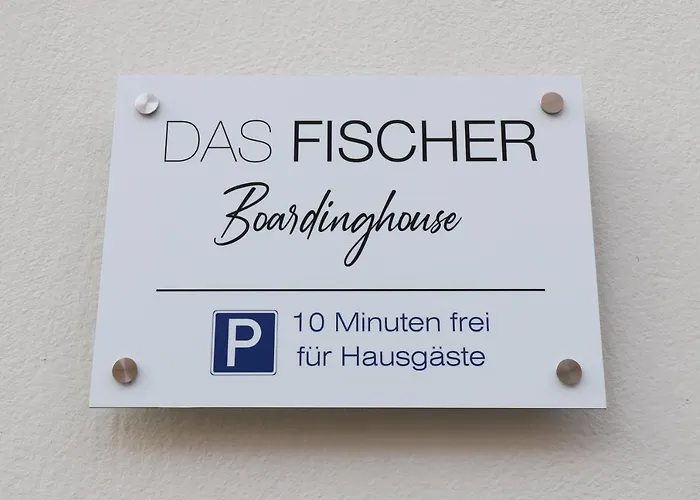 DAS FISCHER
Boardinghouse
P 10 Minuten frei
für Hausgäste